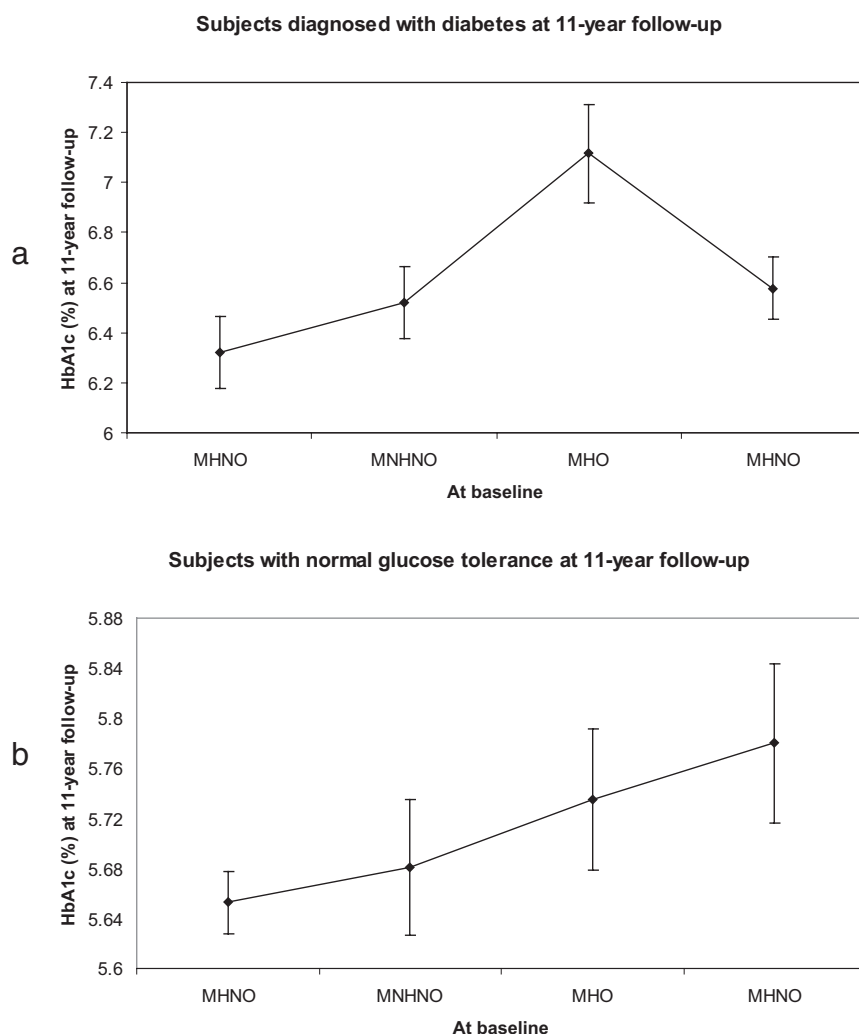 Subjects diagnosed with diabetes at 11-year follow-up
a
HbA1c (%) at 11-year follow-up
7.4
7.2
7
6.8
6.6
6.4
6.2
6
MHNO MNHNO MHO MHNO
At baseline
Subjects with normal glucose tolerance at 11-year follow-up
b
HbA1c (%) at 11-year follow-up
5.88
5.84
5.8
5.76
5.72
5.68
5.64
5.6
MHNO MNHNO MHO MHNO
At baseline